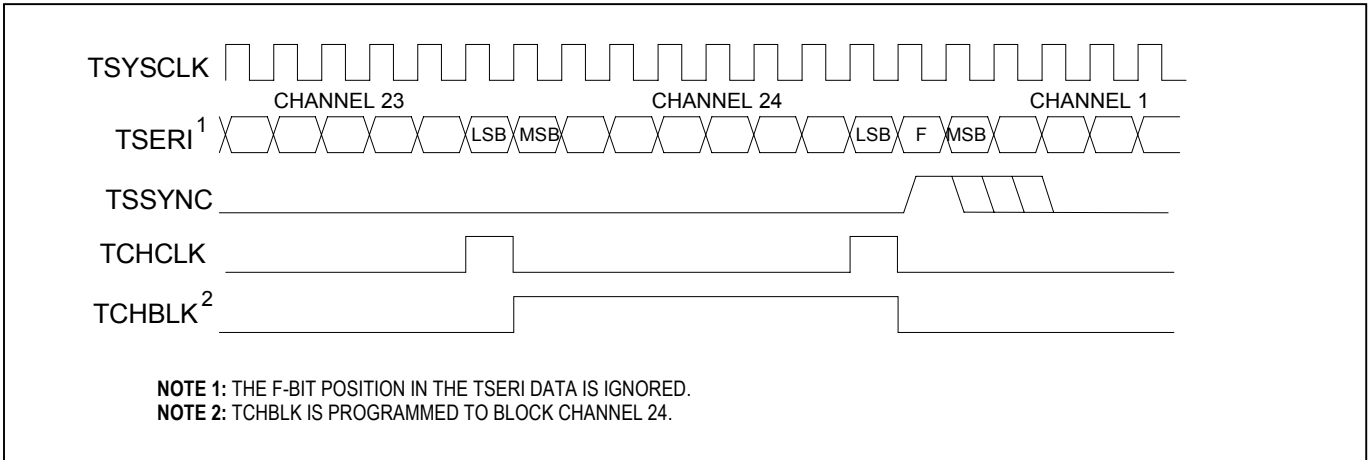 TSYSCLK
CHANNEL 23 CHANNEL 24 CHANNEL 1
TSERI1 LSB MSB LSB F MSB
TSSYNC
TCHCLK
TCHBLK2
NOTE 1: THE F-BIT POSITION IN THE TSERI DATA IS IGNORED.
NOTE 2: TCHBLK IS PROGRAMMED TO BLOCK CHANNEL 24.